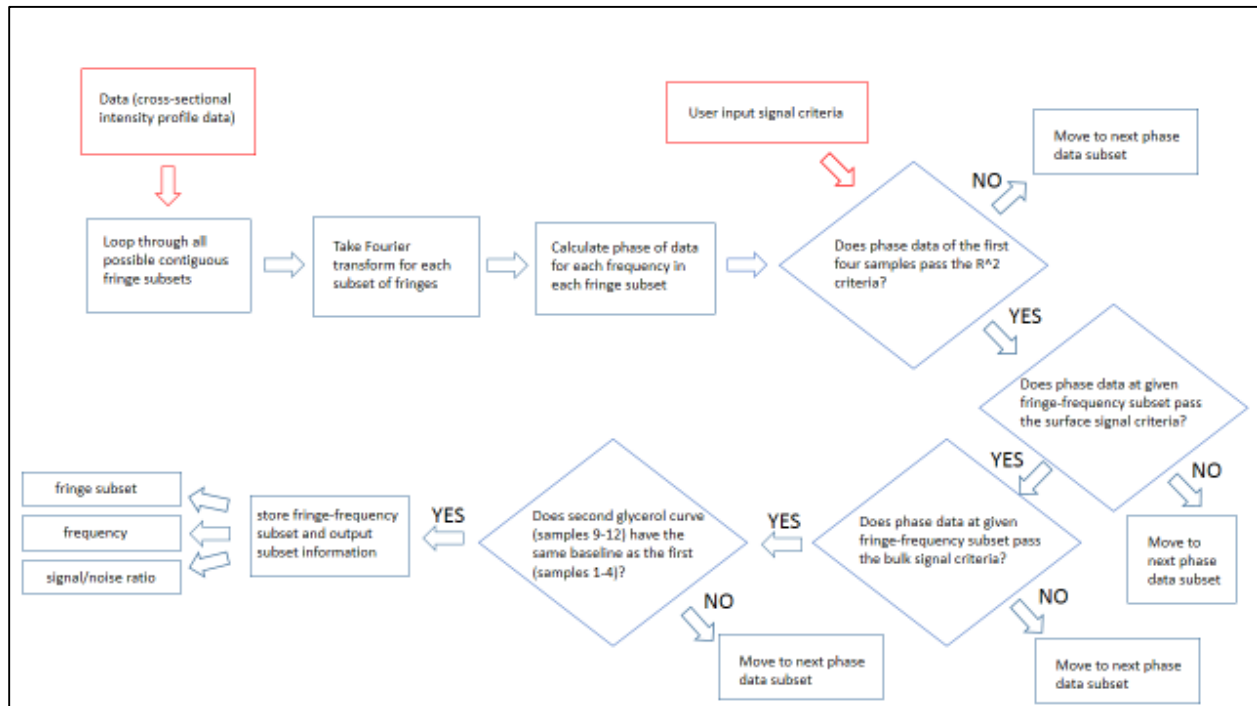 Data (cross-sectional
intensity profile data)
User input signal criteria
Move to next phase
data subset
NO
Loop through all
possible contiguous
fringe subsets
Take Fourier
transform for each
subset of fringes
Calculate phase of data
for each frequency in
each fringe subset
Does phase data of the first
four samples pass the R^2
criteria?
YES
Does phase data at given
fringe-frequency subset pass
the surface signal criteria?
YES
NO
Move to
next phase
data subset
Does phase data at given
fringe-frequency subset pass
the bulk signal criteria?
YES
NO
Move to next phase
data subset
Does second glycerol curve
(samples 9-12) have the
same baseline as the first
(samples 1-4)?
YES
NO
Move to next phase
data subset
store fringe-frequency
subset and output
subset information
fringe subset
frequency
signal/noise ratio